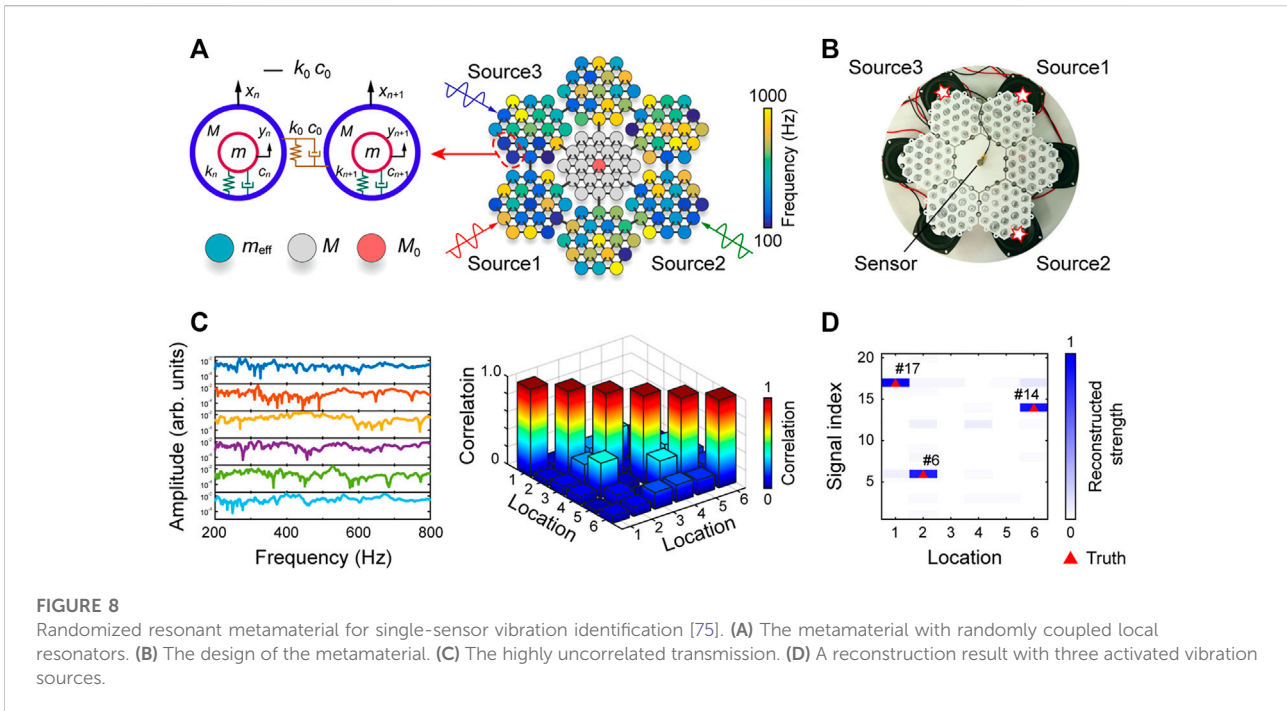 A
k₀ c₀
xₙ
xₙ₊₁
M
yₙ
k₀ c₀
M
yₙ₊₁
m
m
kₙ
cₙ
kₙ₊₁
cₙ₊₁
m_eff
M
M₀
Source3
Source1
Source2
1000
Frequency (Hz)
100
B
Source3
Source1
Sensor
Source2
C
Amplitude (arb. units)
200
400
600
800
Frequency (Hz)
Correlatoin
1.0
0
1
2
3
4
5
6
Location
1
2
3
4
5
6
Location
1
Correlation
0
D
Signal index
20
15
10
5
#17
#14
#6
1
2
3
4
5
6
Location
1
Reconstructed
strength
0
Truth
FIGURE 8
Randomized resonant metamaterial for single-sensor vibration identification [75]. (A) The metamaterial with randomly coupled local
resonators. (B) The design of the metamaterial. (C) The highly uncorrelated transmission. (D) A reconstruction result with three activated vibration
sources.